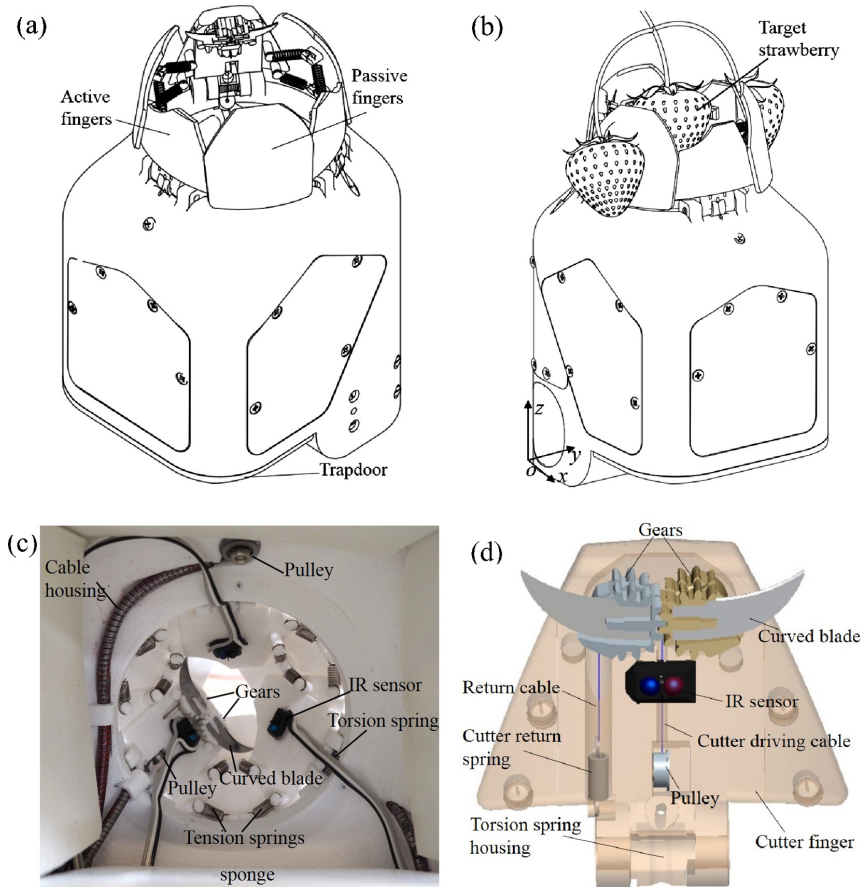 (a)
Active
fingers
Passive
fingers
Trapdoor
(b)
Target
strawberry
z
o
y
x
(c)
Cable
housing
Pulley
Gears
IR sensor
Torsion spring
Pulley
Curved blade
Tension springs
sponge
(d)
Gears
Curved blade
Return cable
IR sensor
Cutter return
spring
Cutter driving cable
Pulley
Torsion spring
housing
Cutter finger